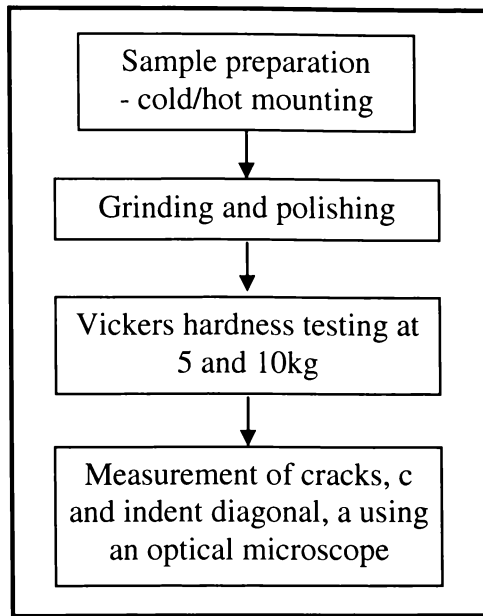 Sample preparation
- cold/hot mounting
Grinding and polishing
Vickers hardness testing at
5 and 10kg
Measurement of cracks, c
and indent diagonal, a using
an optical microscope